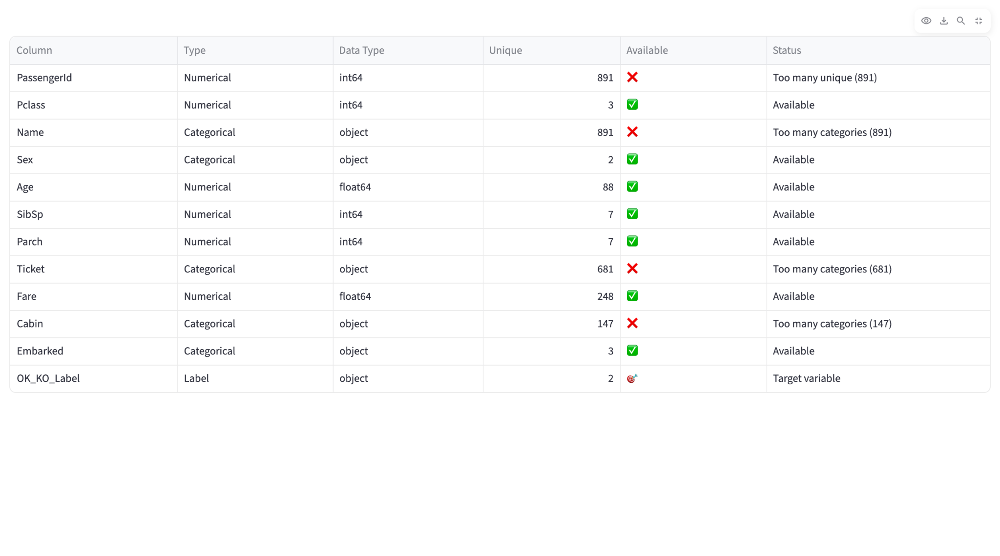 Column Type Data Type Unique Available Status
PassengerId Numerical int64 891 ❌ Too many unique (891)
Pclass Numerical int64 3 ✅ Available
Name Categorical object 891 ❌ Too many categories (891)
Sex Categorical object 2 ✅ Available
Age Numerical float64 88 ✅ Available
SibSp Numerical int64 7 ✅ Available
Parch Numerical int64 7 ✅ Available
Ticket Categorical object 681 ❌ Too many categories (681)
Fare Numerical float64 248 ✅ Available
Cabin Categorical object 147 ❌ Too many categories (147)
Embarked Categorical object 3 ✅ Available
OK_KO_Label Label object 2 🎯 Target variable